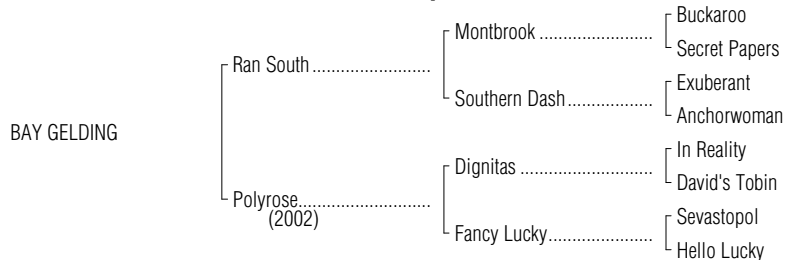 Buckaroo
Montbrook ........................
Secret Papers
Ran South .........................
Exuberant
Southern Dash..................
Anchorwoman
BAY GELDING
In Reality
Dignitas ............................
David's Tobin
Polyrose............................
(2002)
Sevastopol
Fancy Lucky......................
Hello Lucky